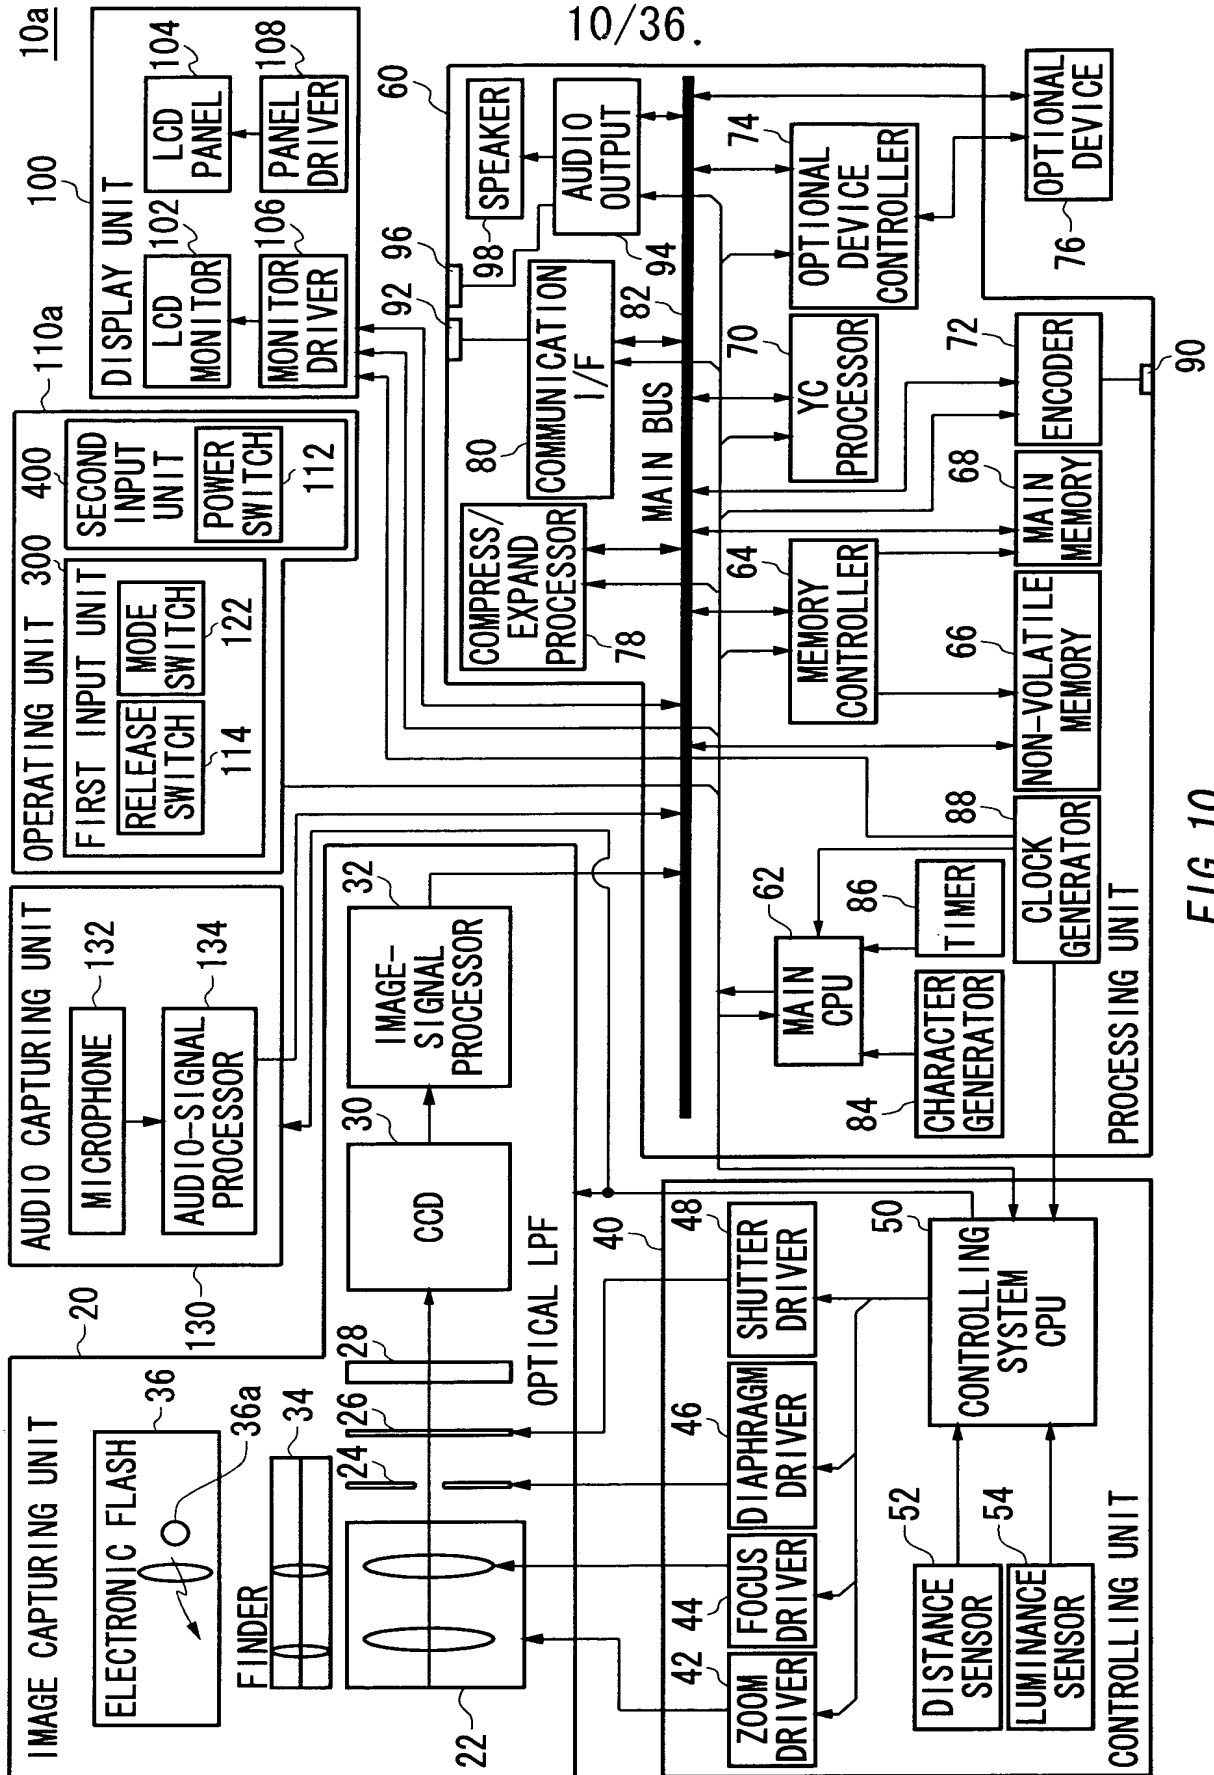 10/36.
10a
IMAGE CAPTURING UNIT
20
ELECTRONIC FLASH
36
36a
FINDER
34
22
24
26
28
OPTICAL LPF
CCD
30
IMAGE-
SIGNAL
PROCESSOR
32
AUDIO CAPTURING UNIT
130
MICROPHONE
132
AUDIO-SIGNAL
PROCESSOR
134
OPERATING UNIT
110a
FIRST INPUT UNIT
300
RELEASE
SWITCH
114
MODE
SWITCH
122
SECOND
INPUT
UNIT
400
POWER
SWITCH
112
DISPLAY UNIT
100
LCD
MONITOR
102
LCD
PANEL
104
MONITOR
DRIVER
106
PANEL
DRIVER
108
CONTROLLING UNIT
40
ZOOM
DRIVER
42
FOCUS
DRIVER
44
DIAPHRAGM
DRIVER
46
SHUTTER
DRIVER
48
CONTROLLING
SYSTEM
CPU
50
DISTANCE
SENSOR
52
LUMINANCE
SENSOR
54
PROCESSING UNIT
60
COMPRESS/
EXPAND
PROCESSOR
78
COMMUNICATION
I/F
80
92
96
SPEAKER
98
AUDIO
OUTPUT
94
MAIN BUS
82
MAIN
CPU
62
CHARACTER
GENERATOR
84
TIMER
86
CLOCK
GENERATOR
88
MEMORY
CONTROLLER
64
NON-VOLATILE
MEMORY
66
MAIN
MEMORY
68
YC
PROCESSOR
70
ENCODER
72
90
OPTIONAL
DEVICE
CONTROLLER
74
OPTIONAL
DEVICE
76
FIG. 10